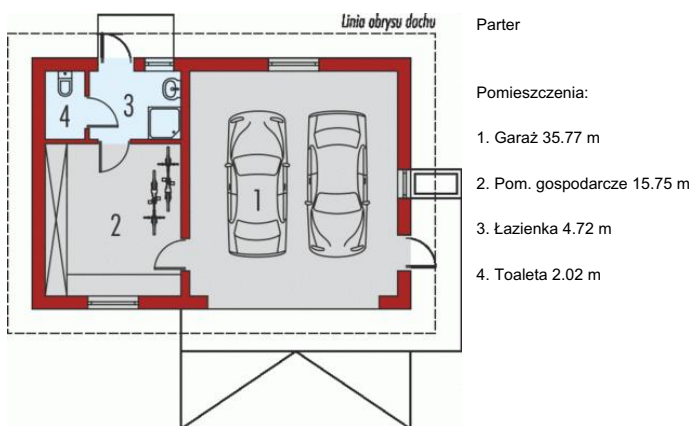 Linia obrysu dachu
4
3
2
1
Parter
Pomieszczenia:
1. Garaż 35.77 m
2. Pom. gospodarcze 15.75 m
3. Łazienka 4.72 m
4. Toaleta 2.02 m